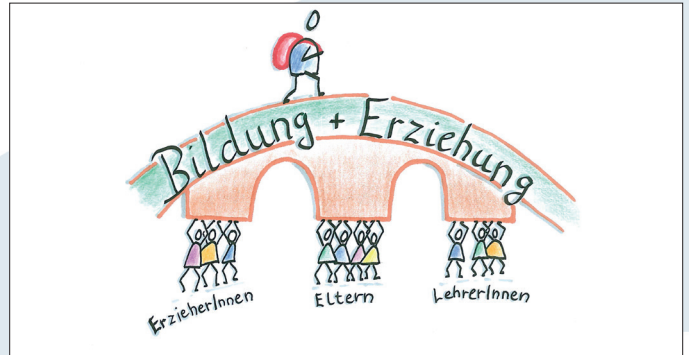 Bildung + Erziehung
ErzieherInnen
Eltern
LehrerInnen